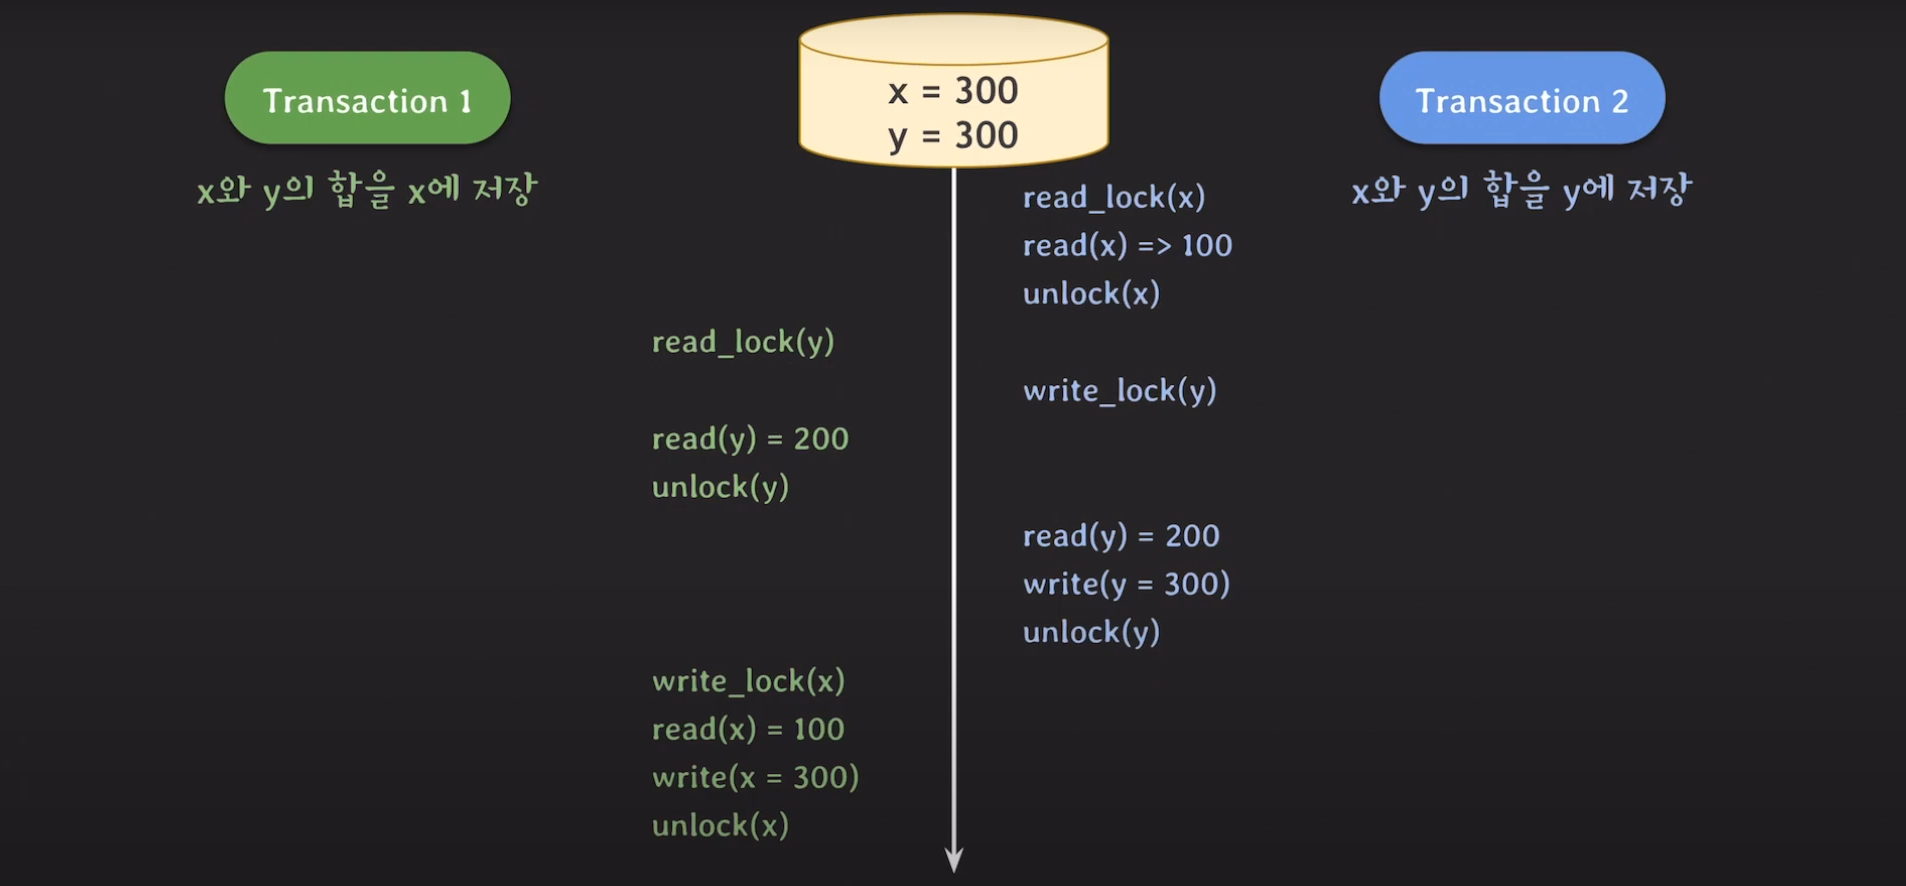 Transaction 1
x와 y의 합을 x에 저장
x = 300
y = 300
Transaction 2
x와 y의 합을 y에 저장
read_lock(x)
read(x) => 100
unlock(x)
read_lock(y)
write_lock(y)
read(y) = 200
unlock(y)
read(y) = 200
write(y = 300)
unlock(y)
write_lock(x)
read(x) = 100
write(x = 300)
unlock(x)